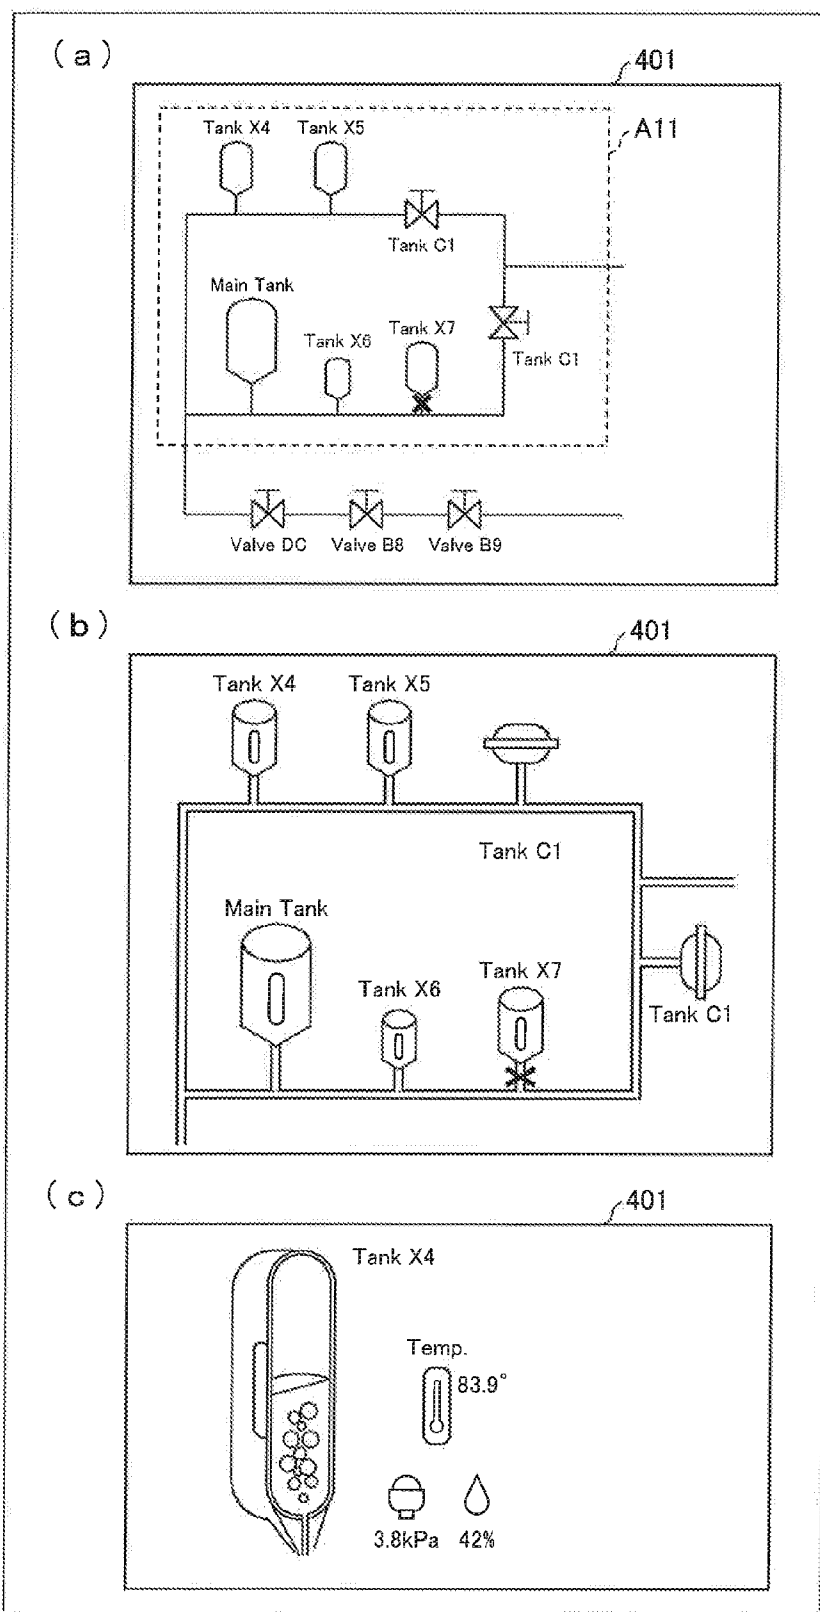 (a)
401
A11
Tank X4 Tank X5
Tank C1
Main Tank
Tank X6
Tank X7
Tank C1
Valve DC Valve B8 Valve B9
(b)
401
Tank X4 Tank X5
Tank C1
Main Tank
Tank X6
Tank X7
Tank C1
(c)
401
Tank X4
Temp.
83.9°
3.8kPa 42%